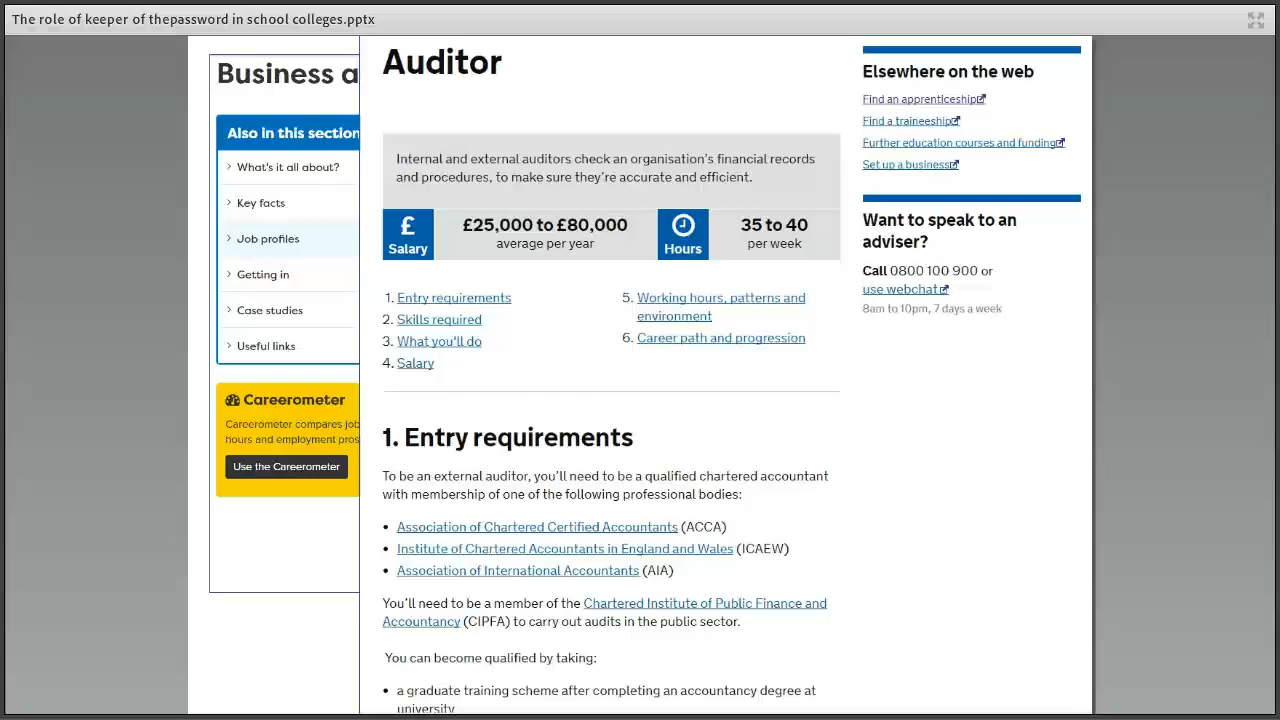 The role of keeper of thepassword in school colleges.pptx
Business a
Also in this section
What's it all about?
Key facts
Job profiles
Getting in
Case studies
Useful links
Careerometer
Careerometer compares job
hours and employment pros
Use the Careerometer
Auditor
Internal and external auditors check an organisation's financial records
and procedures, to make sure they're accurate and efficient.
£
Salary
£25,000 to £80,000
average per year
Hours
35 to 40
per week
1. Entry requirements
2. Skills required
3. What you'll do
4. Salary
5. Working hours, patterns and
environment
6. Career path and progression
1. Entry requirements
To be an external auditor, you'll need to be a qualified chartered accountant
with membership of one of the following professional bodies:
• Association of Chartered Certified Accountants (ACCA)
• Institute of Chartered Accountants in England and Wales (ICAEW)
• Association of International Accountants (AIA)
You'll need to be a member of the Chartered Institute of Public Finance and
Accountancy (CIPFA) to carry out audits in the public sector.
You can become qualified by taking:
• a graduate training scheme after completing an accountancy degree at
university
Elsewhere on the web
Find an apprenticeship
Find a traineeship
Further education courses and funding
Set up a business
Want to speak to an
adviser?
Call 0800 100 900 or
use webchat
8am to 10pm, 7 days a week